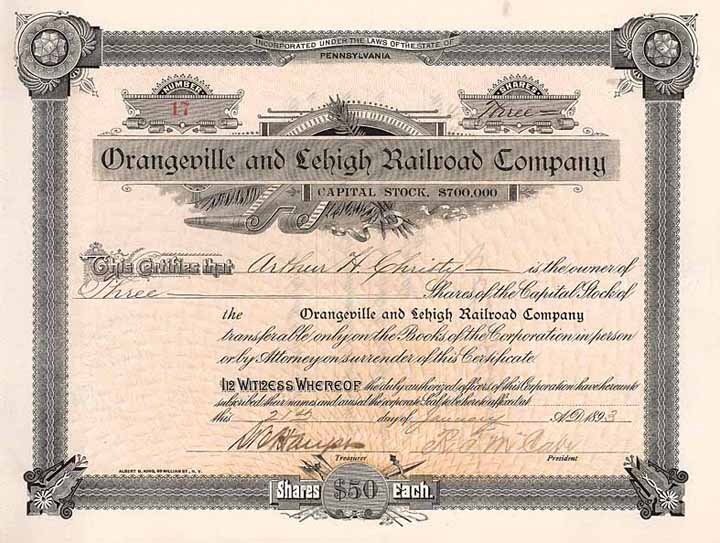 INCORPORATED UNDER THE LAWS OF THE STATE OF
PENNSYLVANIA
NUMBER
17
SHARES
Three
Orangeville and Lehigh Railroad Company
CAPITAL STOCK, $700,000
This Certifies that Arthur H. Christy is the owner of
Three Shares of the Capital Stock of
the Orangeville and Lehigh Railroad Company
transferable only on the Books of the Corporation in person
or by Attorney on surrender of this Certificate.
In Witness Whereof the duly authorized officers of this Corporation have hereunto
subscribed their names and caused the corporate Seal to be hereto affixed at
this 21st day of January A.D. 1893
R. E. McCabe
Treasurer President
ALBERT B. KING, 89 WILLIAM ST., N.Y.
Shares $50 Each.